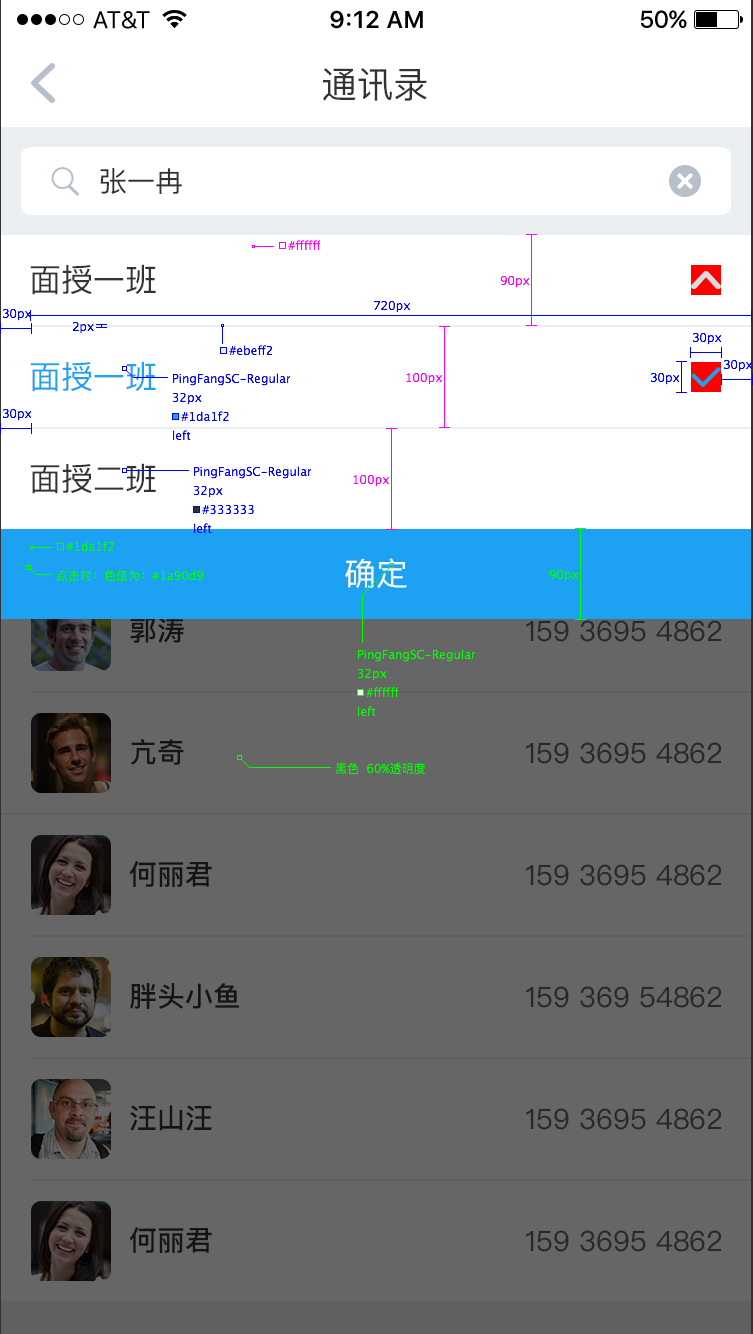 AT&T 9:12 AM 50%
通讯录
张一冉
#ffffff
面授一班
90px
30px
720px
2px
#ebeff2
30px
面授一班
PingFangSC-Regular
32px
#1da1f2
left
100px
30px
30px
30px
面授二班
PingFangSC-Regular
32px
#333333
left
100px
#1da1f2
点击时：色值为：#1a90d9
确定
90px
PingFangSC-Regular
32px
#ffffff
left
郭涛 159 3695 4862
亢奇 159 3695 4862
黑色 60%透明度
何丽君 159 3695 4862
胖头小鱼 159 369 54862
汪山汪 159 3695 4862
何丽君 159 3695 4862